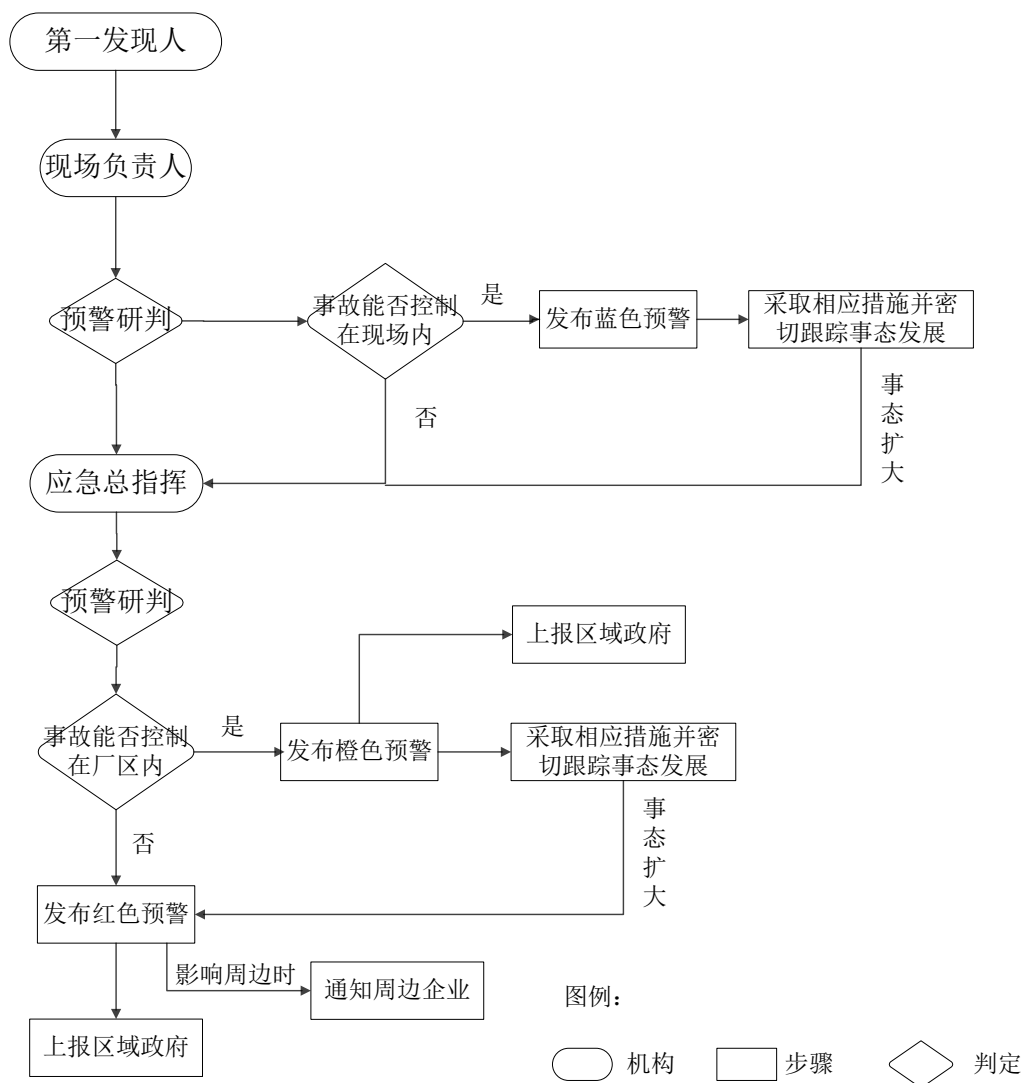 第一发现人
现场负责人
预警研判
事故能否控制
在现场内
是
发布蓝色预警
采取相应措施并密
切跟踪事态发展
否
事态扩大
应急总指挥
预警研判
上报区域政府
事故能否控制
在厂区内
是
发布橙色预警
采取相应措施并密
切跟踪事态发展
否
事态扩大
发布红色预警
影响周边时
通知周边企业
上报区域政府
图例：
机构
步骤
判定